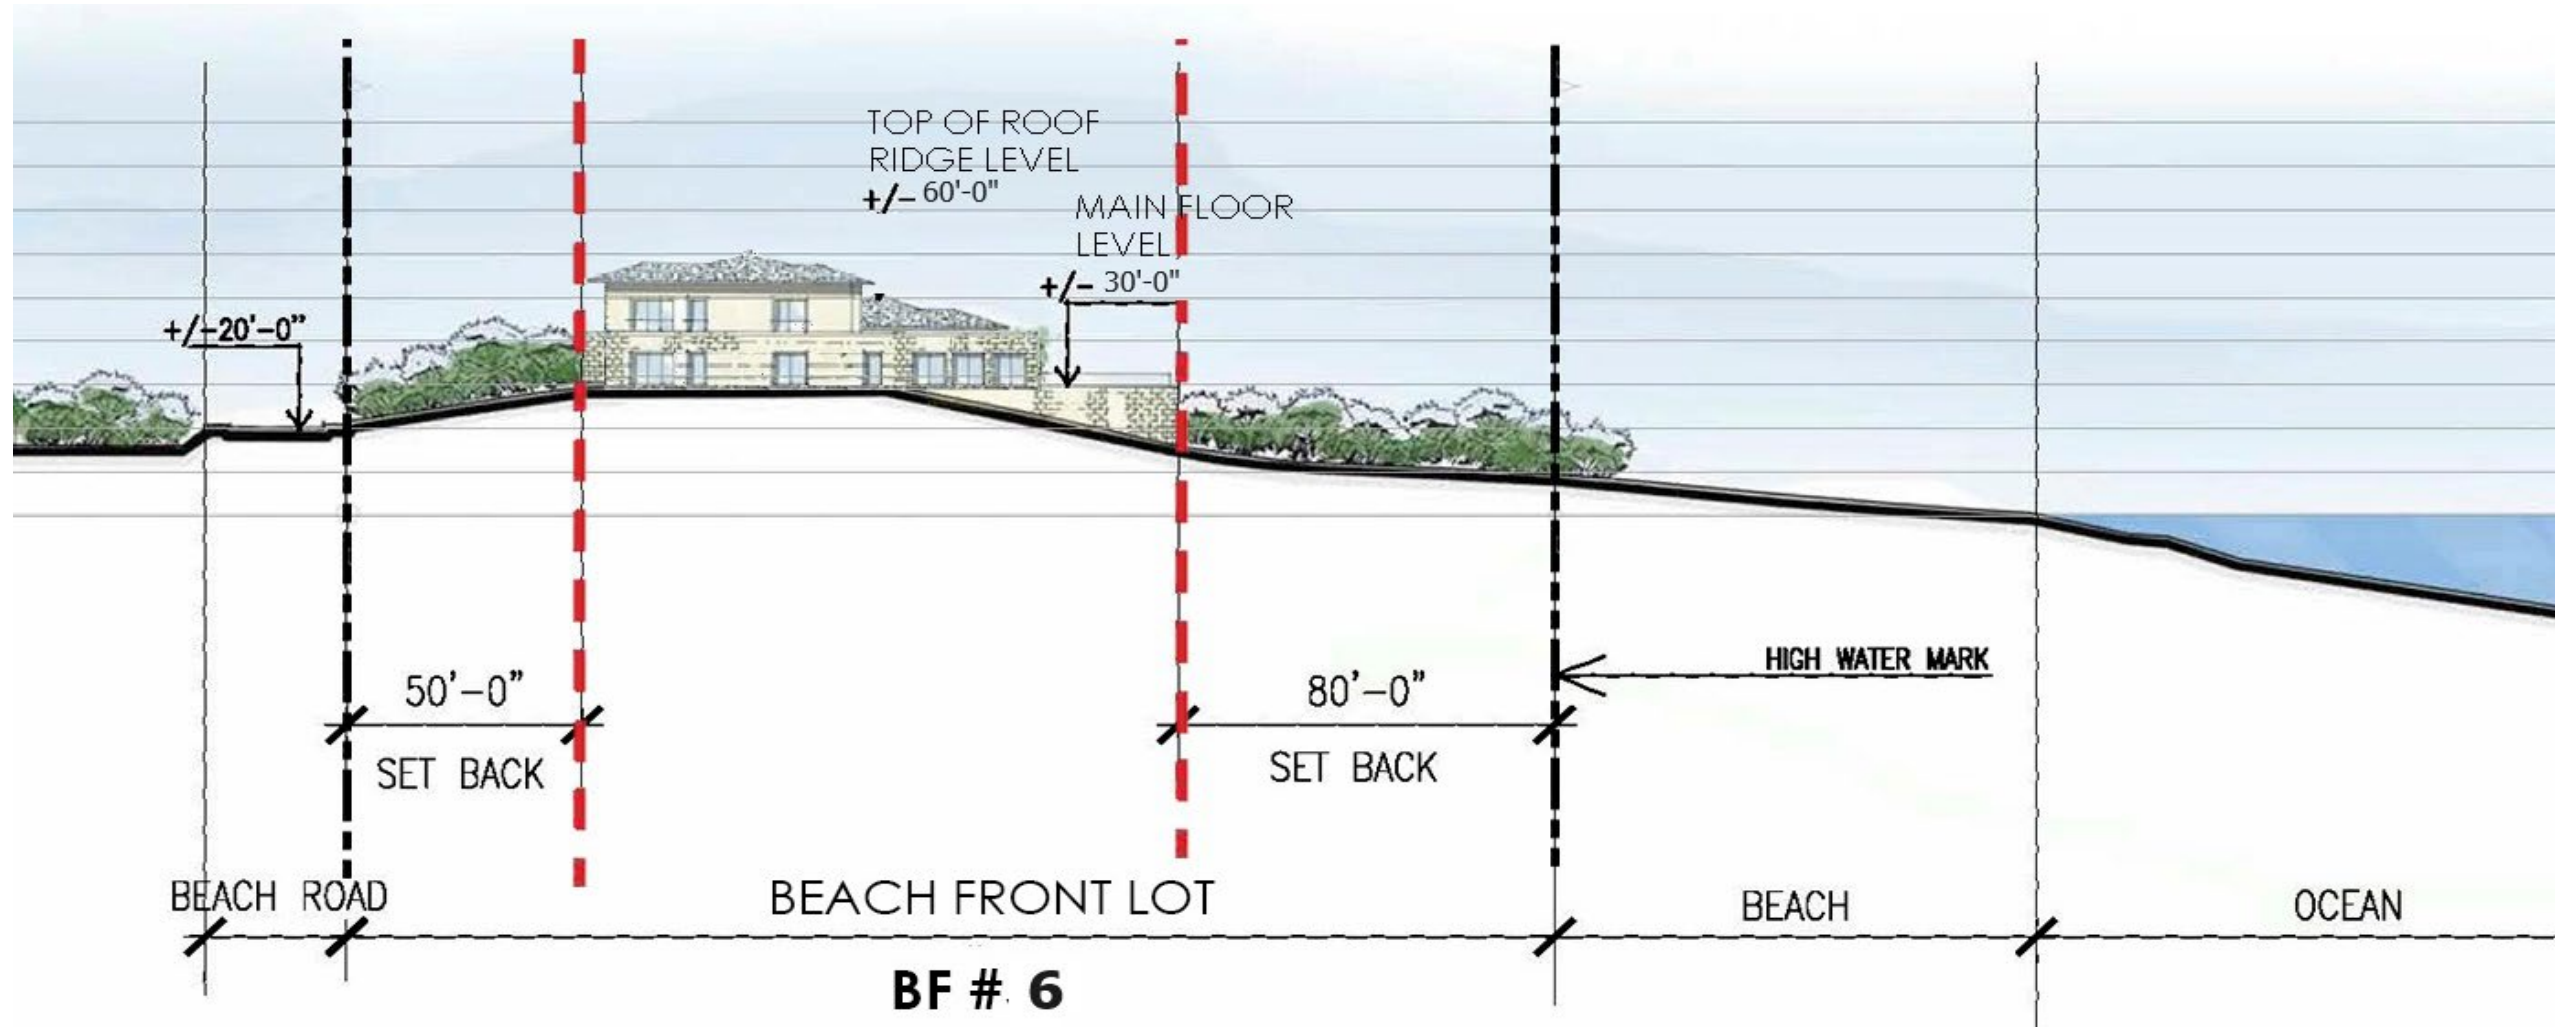 TOP OF ROOF
RIDGE LEVEL
+/- 60'-0"
MAIN FLOOR
LEVEL
+/- 30'-0"
+/-20'-0”
HIGH WATER MARK
50'-0”
80'-0”
SET BACK
SET BACK
BEACH ROAD
BEACH FRONT LOT
BEACH
OCEAN
BF # 6